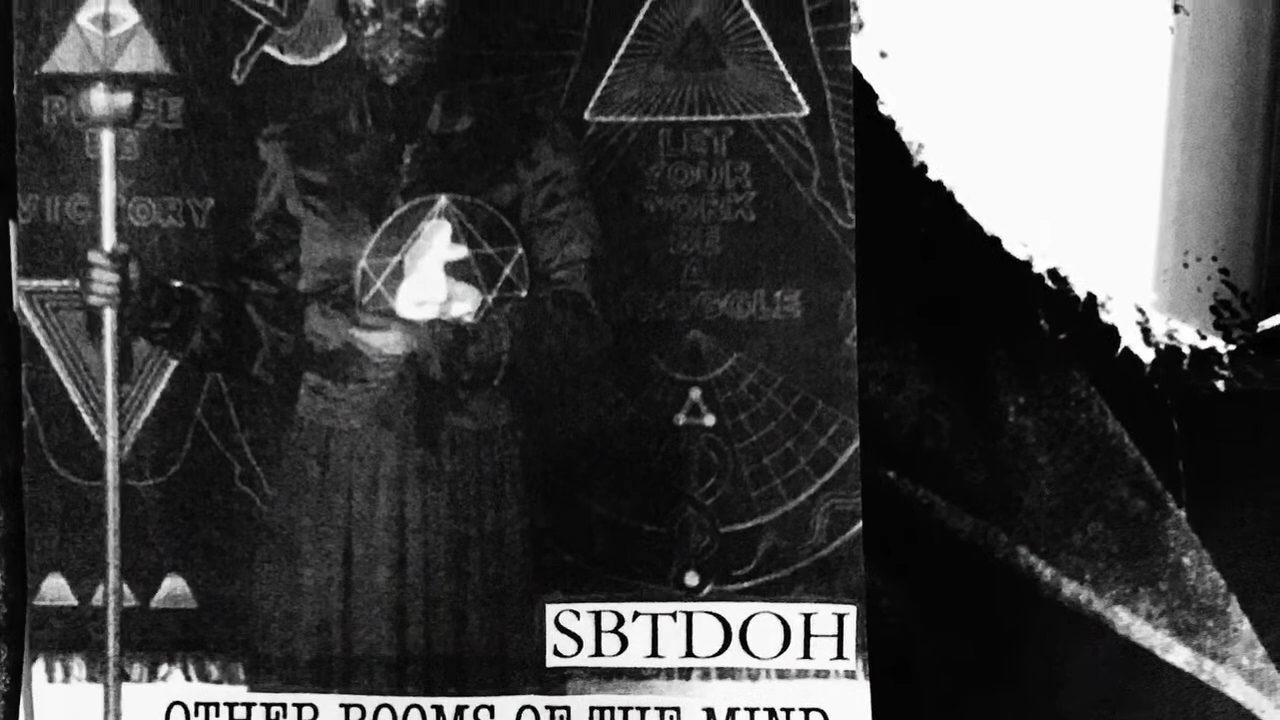 VICTORY
LET
YOUR
WORK
BE
A
SBTDOH
OTHER ROOMS OF THE MIND